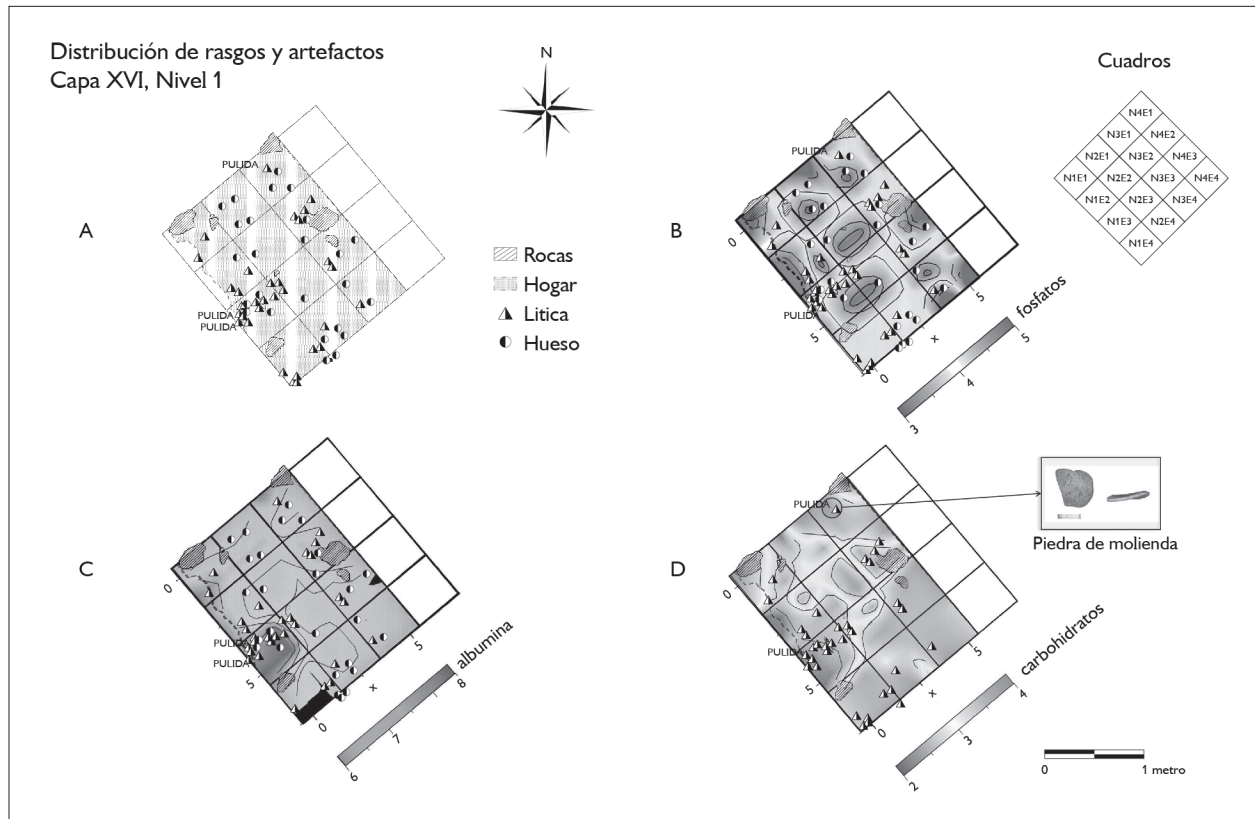 Distribución de rasgos y artefactos
Capa XVI, Nivel 1
N
Cuadros
N4E1
N3E1 N4E2
N2E1 N3E2 N4E3
N1E1 N2E2 N3E3 N4E4
N1E2 N2E3 N3E4
N1E3 N2E4
N1E4
A
PULIDA
PULIDA
PULIDA
Rocas
Hogar
Litica
Hueso
B
PULIDA
PULIDA
0
5
0
x
5
fosfatos
3
4
5
C
PULIDA
PULIDA
0
5
0
x
5
albumina
6
7
8
D
PULIDA
PULIDA
0
5
0
x
5
carbohidratos
2
3
4
Piedra de molienda
0 1 metro